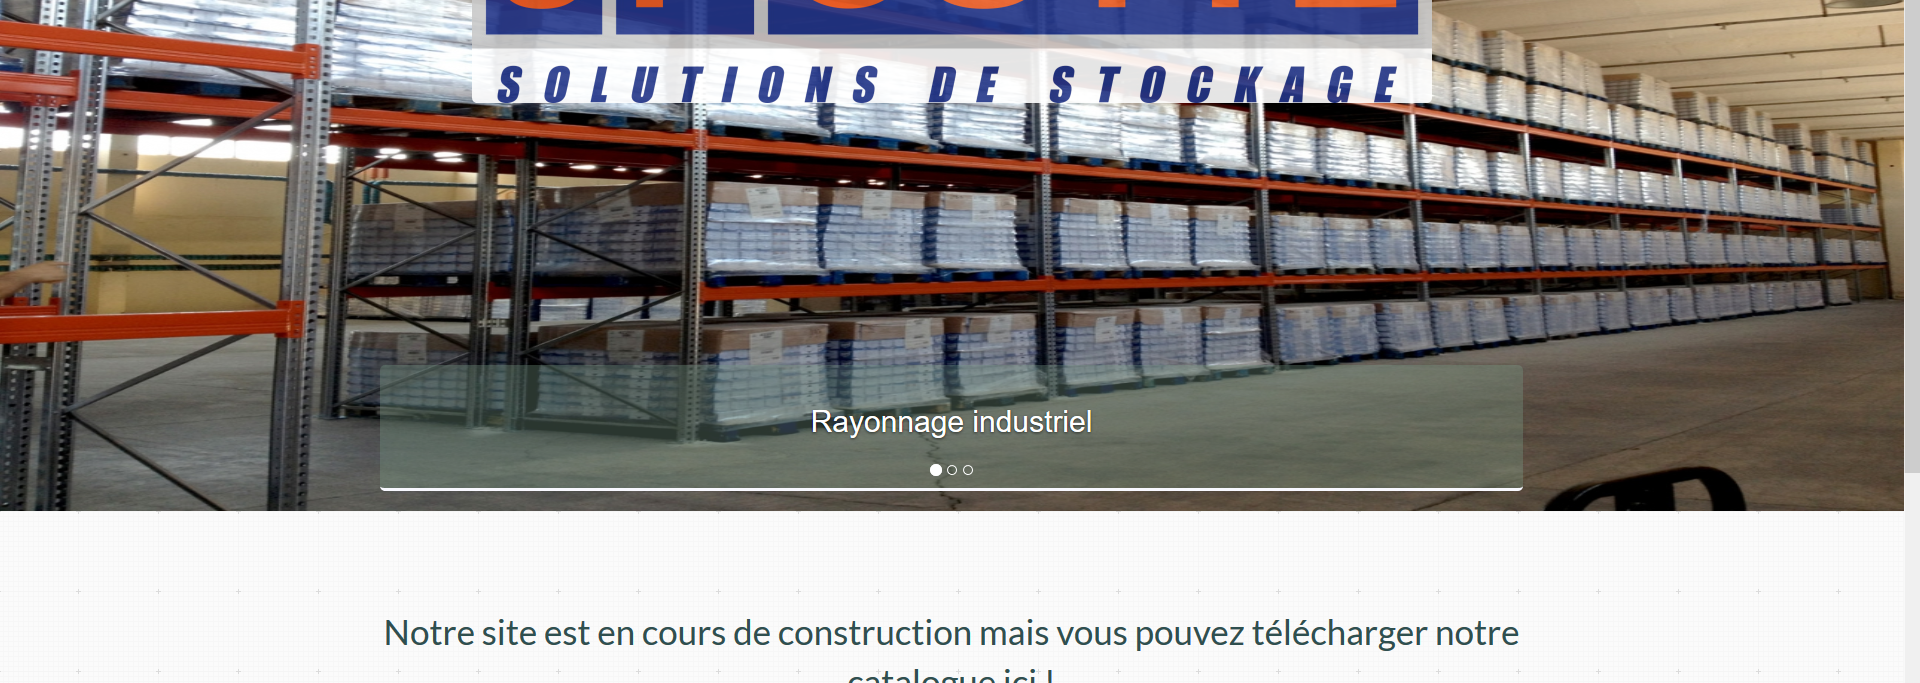 SOLUTIONS DE STOCKAGE
Rayonnage industriel
Notre site est en cours de construction mais vous pouvez télécharger notre
catalogue ici !